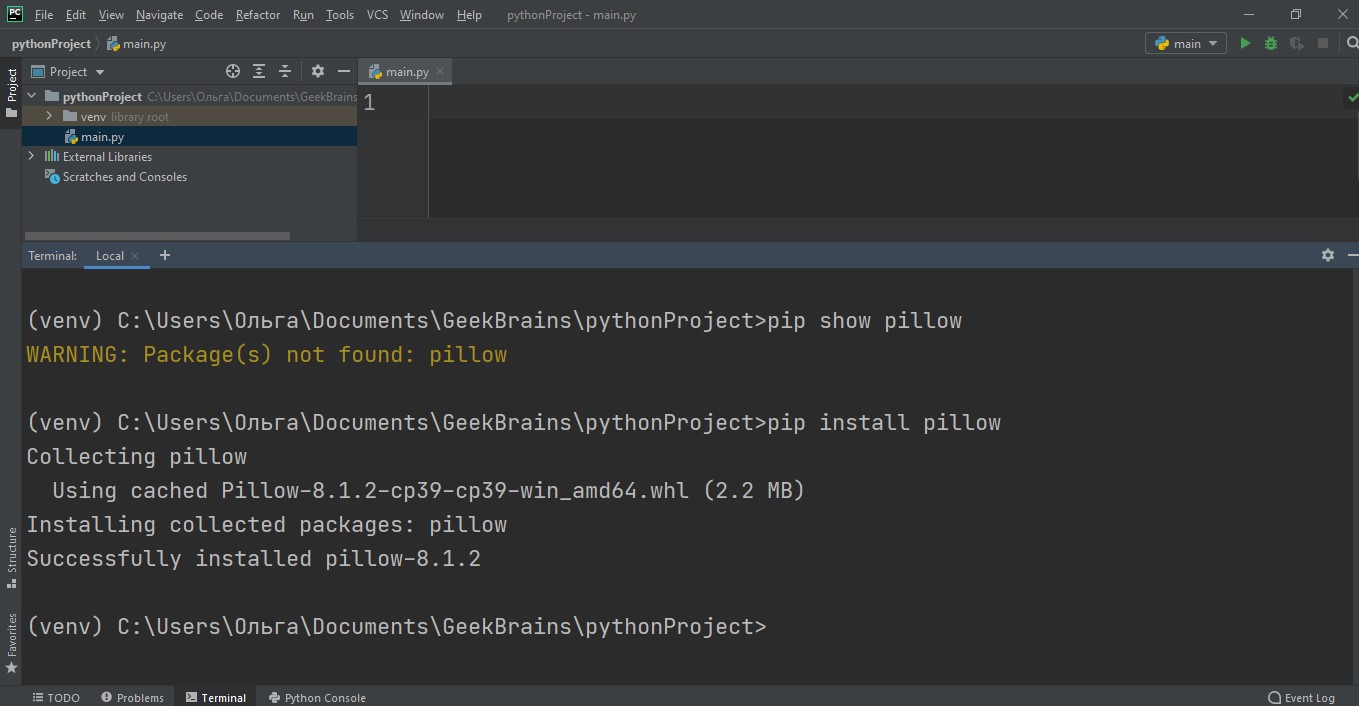 PC File Edit View Navigate Code Refactor Run Tools VCS Window Help pythonProject - main.py
pythonProject main.py main
Project
Project
main.py
pythonProject C:\Users\Ольга\Documents\GeekBrains
1
venv library root
main.py
External Libraries
Scratches and Consoles
Terminal: Local
(venv) C:\Users\Ольга\Documents\GeekBrains\pythonProject>pip show pillow
WARNING: Package(s) not found: pillow
(venv) C:\Users\Ольга\Documents\GeekBrains\pythonProject>pip install pillow
Collecting pillow
Using cached Pillow-8.1.2-cp39-cp39-win_amd64.whl (2.2 MB)
Installing collected packages: pillow
Successfully installed pillow-8.1.2
(venv) C:\Users\Ольга\Documents\GeekBrains\pythonProject>
Structure
Favorites
TODO Problems Terminal Python Console Event Log